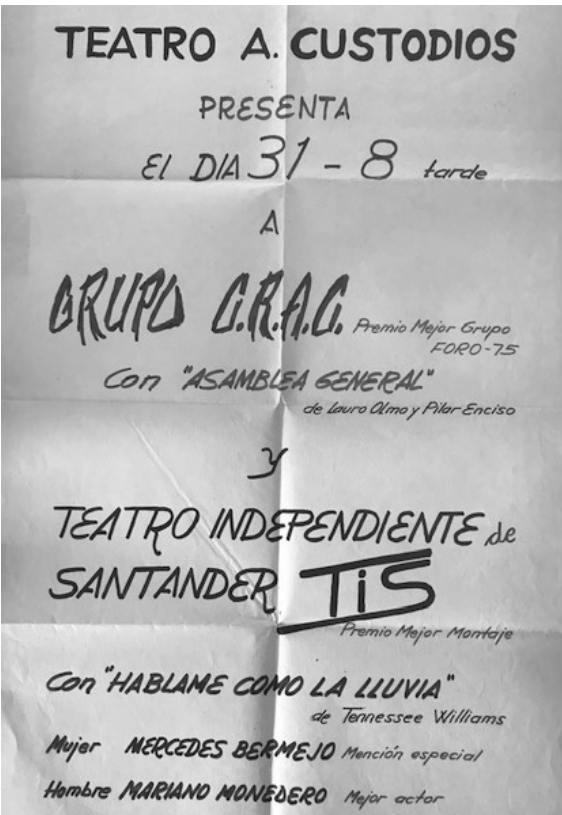 TEATRO A. CUSTODIOS
PRESENTA
El DIA 31 - 8 tarde
A
GRUPO C.R.A.C. Premio Mejor Grupo
FORO-75
Con "ASAMBLEA GENERAL"
de Lauro Olmo y Pilar Enciso
y
TEATRO INDEPENDIENTE de
SANTANDER TiS
Premio Mejor Montaje
Con "HABLAME COMO LA LLUVIA"
de Tennessee Williams
Mujer MERCEDES BERMEJO Mención especial
Hombre MARIANO MONEDERO Mejor actor